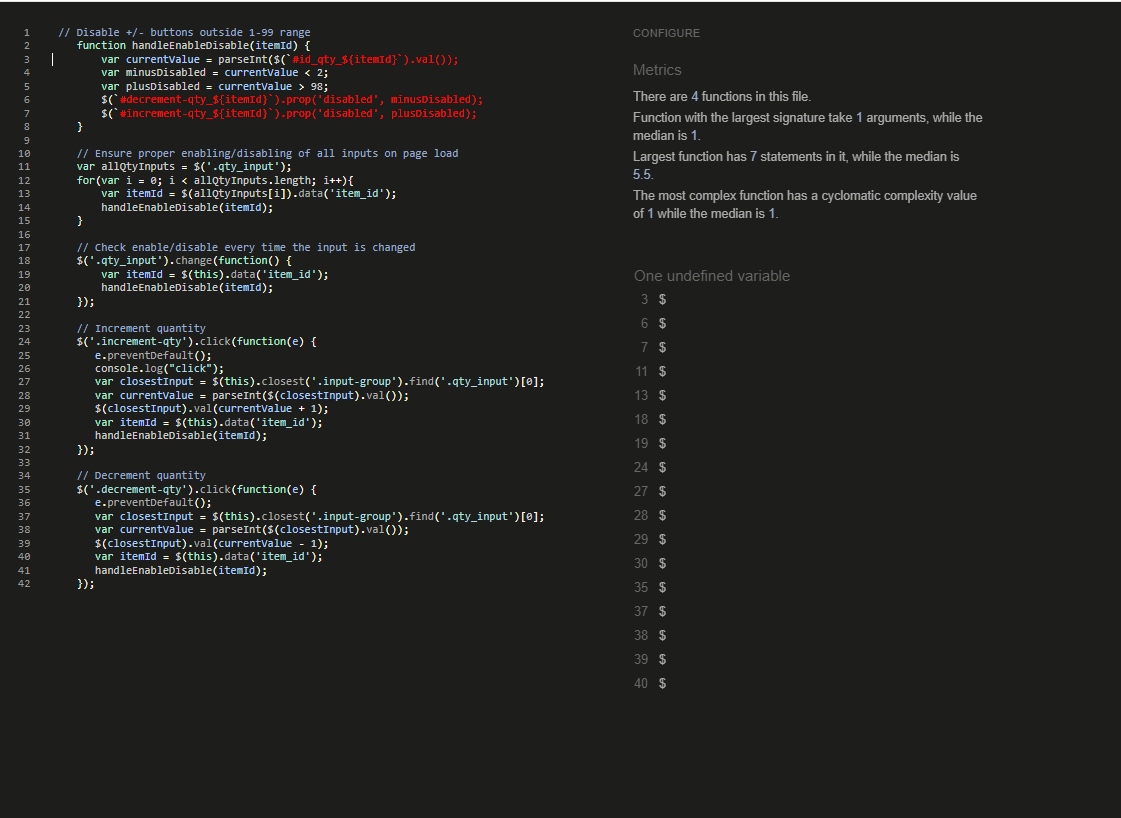 1 // Disable +/- buttons outside 1-99 range
2 function handleEnableDisable(itemId) {
3 var currentValue = parseInt($(`#id_qty_${itemId}`).val());
4 var minusDisabled = currentValue < 2;
5 var plusDisabled = currentValue > 98;
6 $(`#decrement-qty_${itemId}`).prop('disabled', minusDisabled);
7 $(`#increment-qty_${itemId}`).prop('disabled', plusDisabled);
8 }
9
10 // Ensure proper enabling/disabling of all inputs on page load
11 var allQtyInputs = $('.qty_input');
12 for(var i = 0; i < allQtyInputs.length; i++){
13 var itemId = $(allQtyInputs[i]).data('item_id');
14 handleEnableDisable(itemId);
15 }
16
17 // Check enable/disable every time the input is changed
18 $('.qty_input').change(function() {
19 var itemId = $(this).data('item_id');
20 handleEnableDisable(itemId);
21 });
22
23 // Increment quantity
24 $('.increment-qty').click(function(e) {
25 e.preventDefault();
26 console.log("click");
27 var closestInput = $(this).closest('.input-group').find('.qty_input')[0];
28 var currentValue = parseInt($(closestInput).val());
29 $(closestInput).val(currentValue + 1);
30 var itemId = $(this).data('item_id');
31 handleEnableDisable(itemId);
32 });
33
34 // Decrement quantity
35 $('.decrement-qty').click(function(e) {
36 e.preventDefault();
37 var closestInput = $(this).closest('.input-group').find('.qty_input')[0];
38 var currentValue = parseInt($(closestInput).val());
39 $(closestInput).val(currentValue - 1);
40 var itemId = $(this).data('item_id');
41 handleEnableDisable(itemId);
42 });
CONFIGURE
Metrics
There are 4 functions in this file.
Function with the largest signature take 1 arguments, while the
median is 1.
Largest function has 7 statements in it, while the median is
5.5.
The most complex function has a cyclomatic complexity value
of 1 while the median is 1.
One undefined variable
3 $
6 $
7 $
11 $
13 $
18 $
19 $
24 $
27 $
28 $
29 $
30 $
35 $
37 $
38 $
39 $
40 $